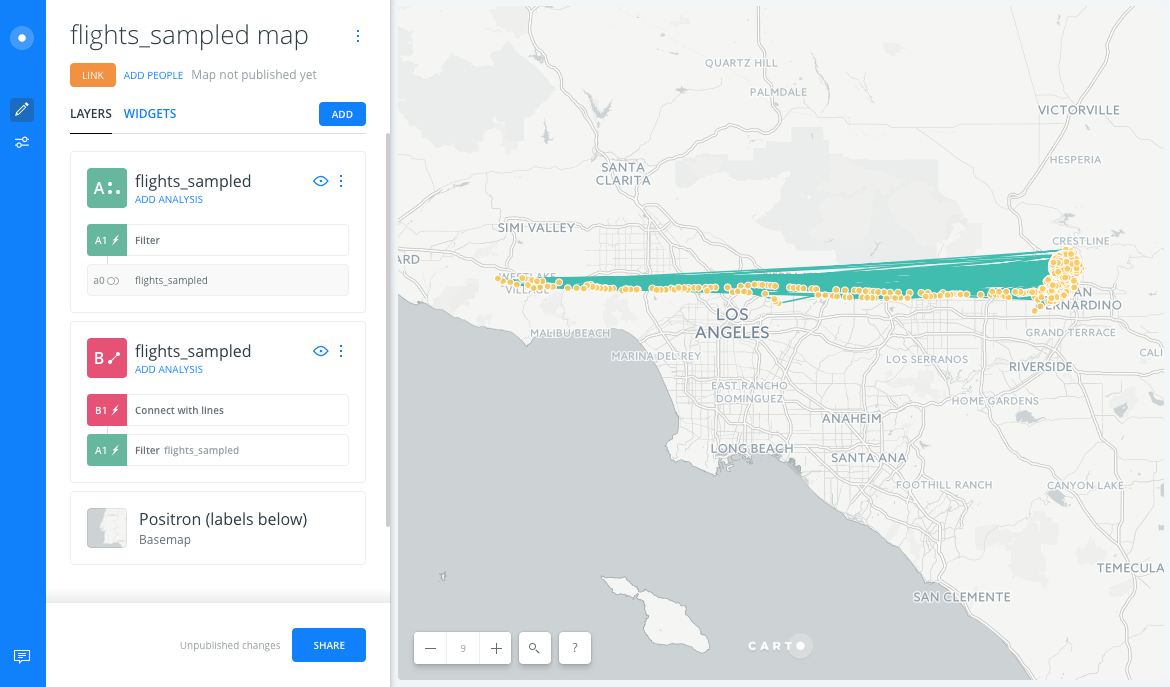 flights_sampled map
LINK ADD PEOPLE Map not published yet
LAYERS WIDGETS ADD
A flights_sampled
ADD ANALYSIS
A1 Filter
a0 flights_sampled
B flights_sampled
ADD ANALYSIS
B1 Connect with lines
A1 Filter flights_sampled
Positron (labels below)
Basemap
Unpublished changes SHARE
QUARTZ HILL
PALMDALE
VICTORVILLE
HESPERIA
SANTA
CLARITA
SIMI VALLEY
CRESTLINE
ARD
WESTLAKE
VILLAGE
AN
ERNARDINO
LOS
ANGELES
MALIBU BEACH
GRAND TERRACE
MARINA DEL REY
CALI
LOS SERRANOS
RIVERSIDE
EAST RANCHO
DOMINGUEZ
HOME GARDENS
ANAHEIM
LONG BEACH
SANTA ANA
FOOTHILL RANCH
CANYON LAKE
TEMECULA
SAN CLEMENTE
9
?
CARTO